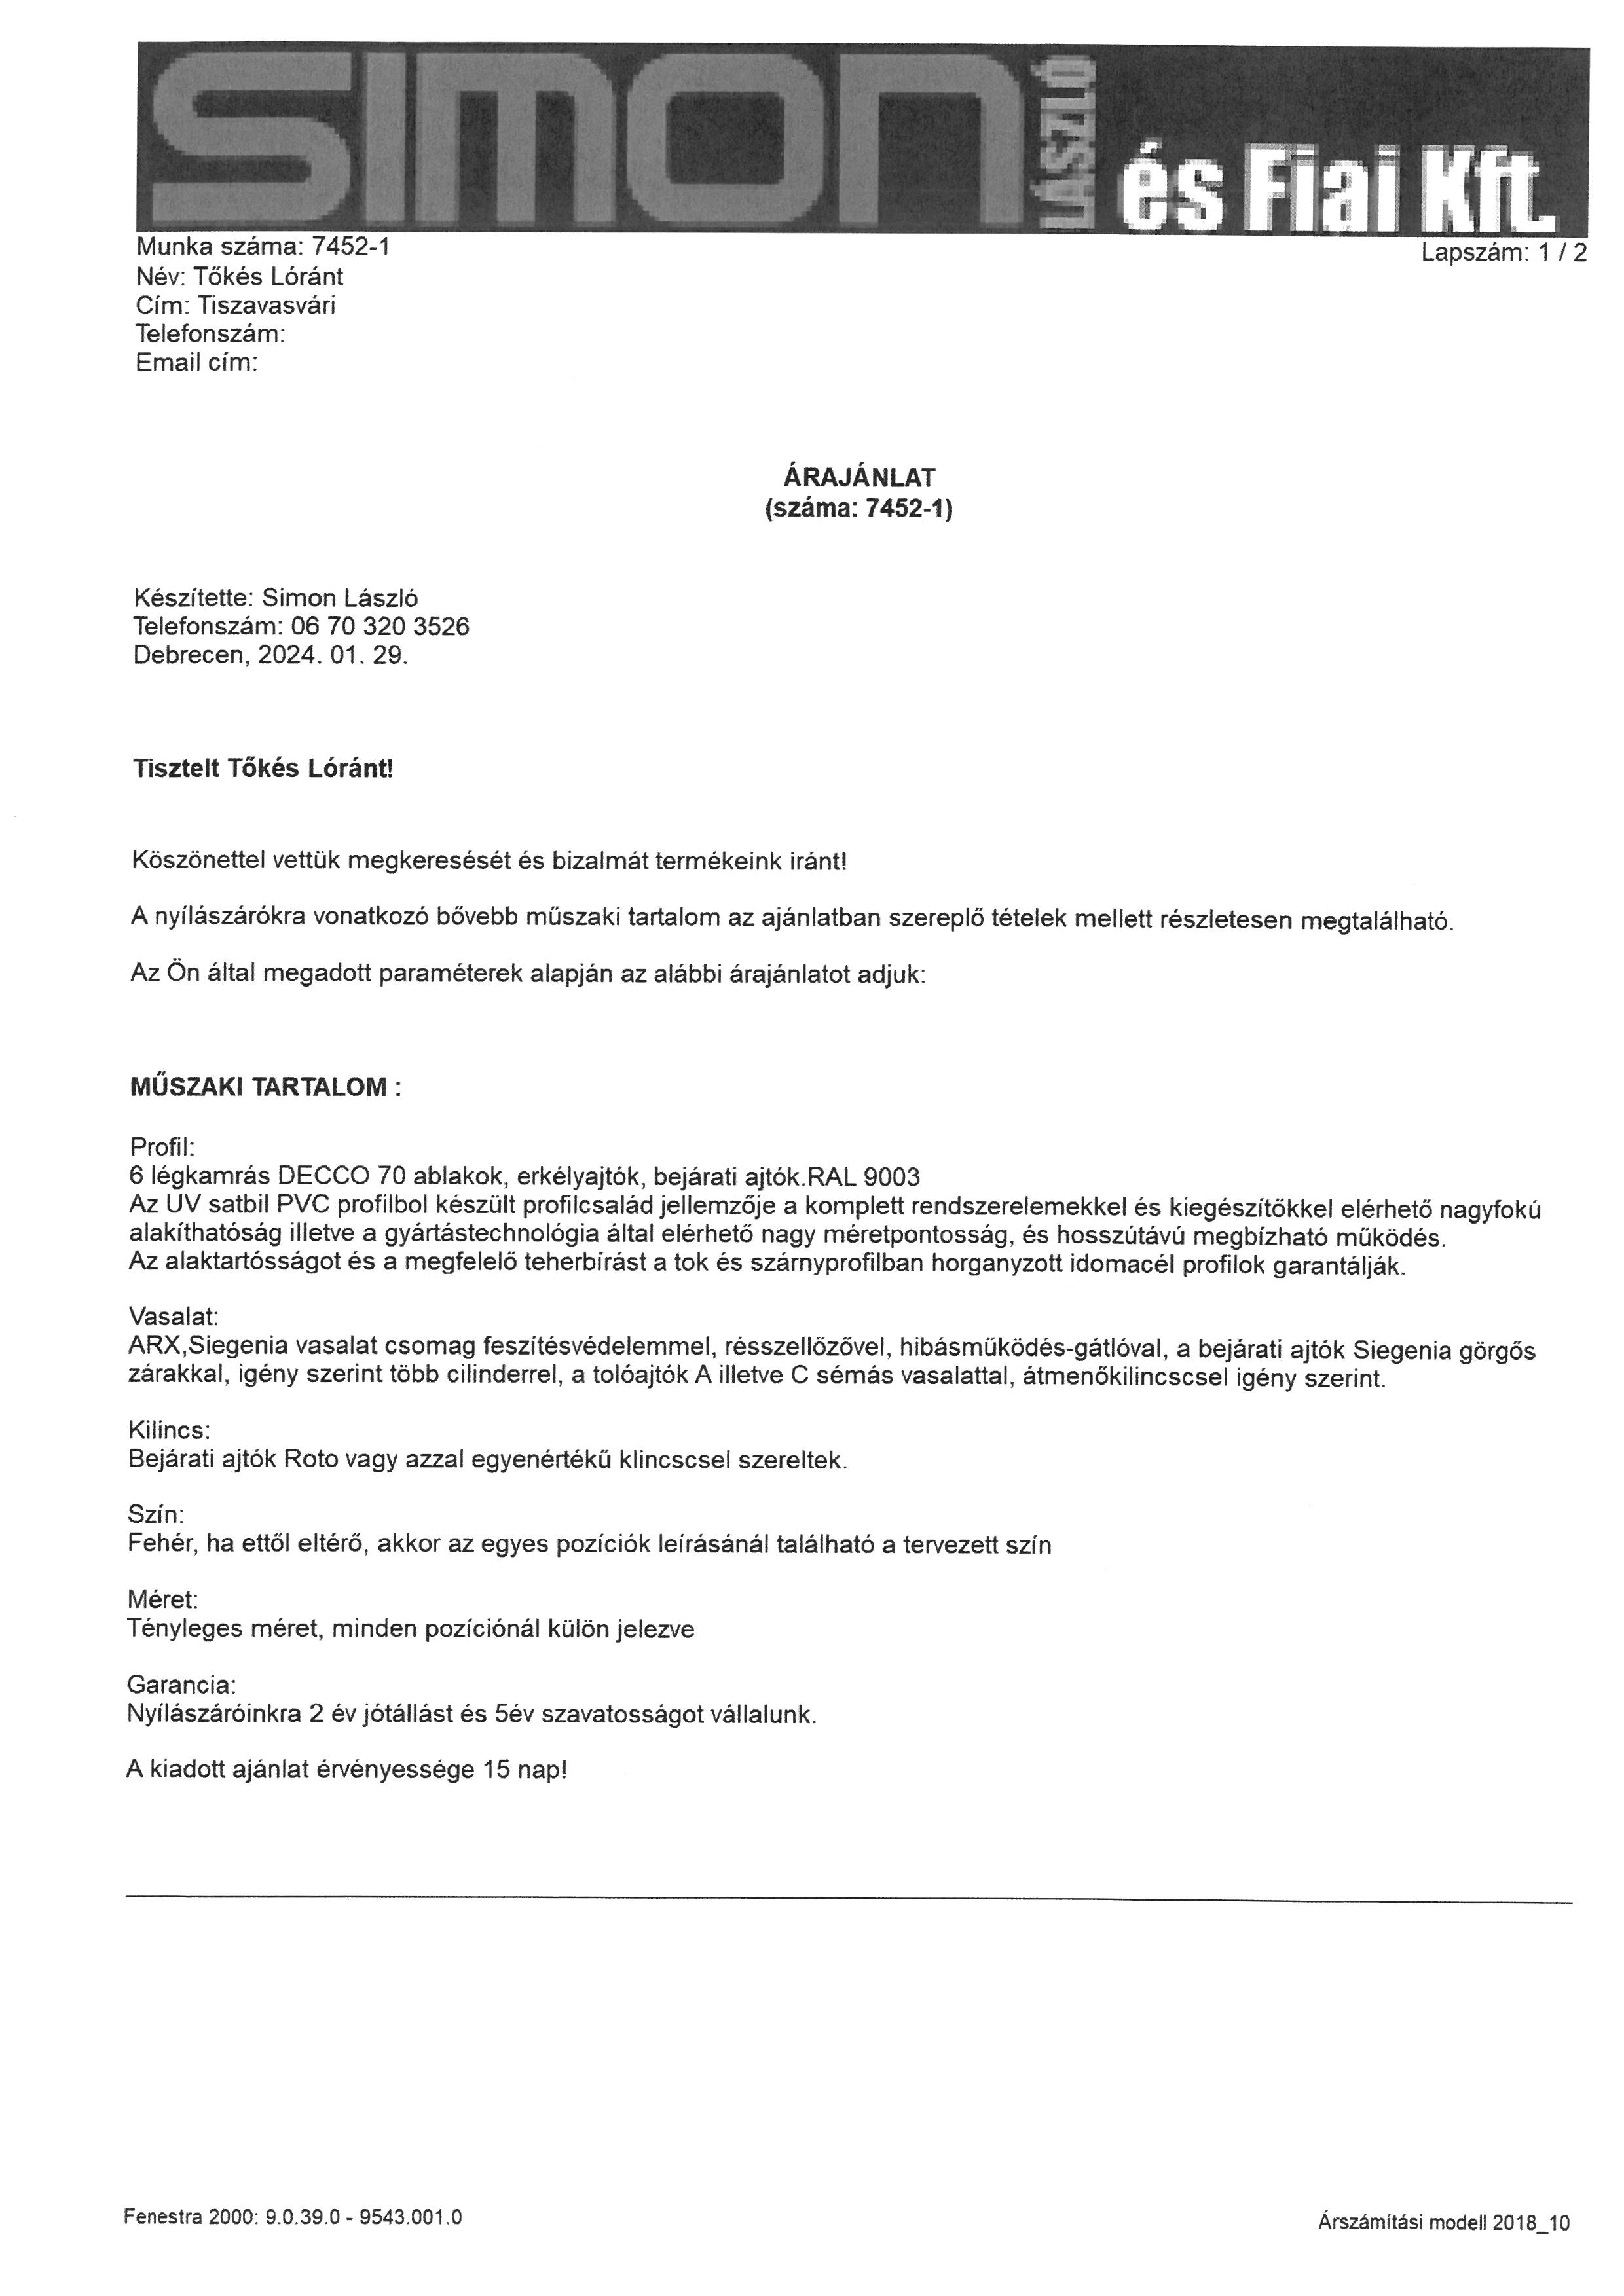 SIMON LÁSZLÓ és Fiai Kft.
Munka száma: 7452-1
Lapszám: 1 / 2
Név: Tőkés Lóránt
Cím: Tiszavasvári
Telefonszám:
Email cím:
ÁRAJÁNLAT
(száma: 7452-1)
Készítette: Simon László
Telefonszám: 06 70 320 3526
Debrecen, 2024. 01. 29.
Tisztelt Tőkés Lóránt!
Köszönettel vettük megkeresését és bizalmát termékeink iránt!
A nyílászárókra vonatkozó bővebb műszaki tartalom az ajánlatban szereplő tételek mellett részletesen megtalálható.
Az Ön által megadott paraméterek alapján az alábbi árajánlatot adjuk:
MŰSZAKI TARTALOM :
Profil:
6 légkamrás DECCO 70 ablakok, erkélyajtók, bejárati ajtók.RAL 9003
Az UV satbil PVC profilbol készült profilcsalád jellemzője a komplett rendszerelemekkel és kiegészítőkkel elérhető nagyfokú
alakíthatóság illetve a gyártástechnológia által elérhető nagy méretpontosság, és hosszútávú megbízható működés.
Az alaktartósságot és a megfelelő teherbírást a tok és szárnyprofilban horganyzott idomacél profilok garantálják.
Vasalat:
ARX,Siegenia vasalat csomag feszítésvédelemmel, résszellőzővel, hibásműködés-gátlóval, a bejárati ajtók Siegenia görgős
zárakkal, igény szerint több cilinderrel, a tolóajtók A illetve C sémás vasalattal, átmenőkilincscsel igény szerint.
Kilincs:
Bejárati ajtók Roto vagy azzal egyenértékű klincscsel szereltek.
Szín:
Fehér, ha ettől eltérő, akkor az egyes pozíciók leírásánál található a tervezett szín
Méret:
Tényleges méret, minden pozíciónál külön jelezve
Garancia:
Nyílászáróinkra 2 év jótállást és 5év szavatosságot vállalunk.
A kiadott ajánlat érvényessége 15 nap!
Fenestra 2000: 9.0.39.0 - 9543.001.0
Árszámítási modell 2018_10